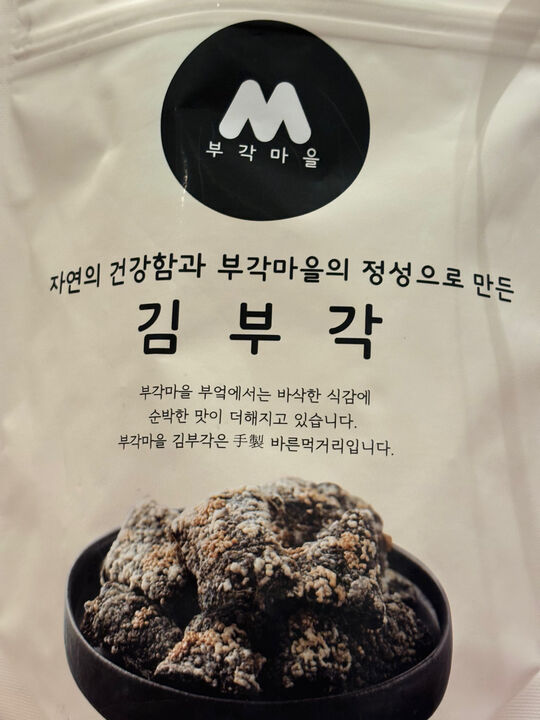 M
부각마을
자연의 건강함과 부각마을의 정성으로 만든
김부각
부각마을 부엌에서는 바삭한 식감에
순박한 맛이 더해지고 있습니다.
부각마을 김부각은 手製 바른먹거리입니다.